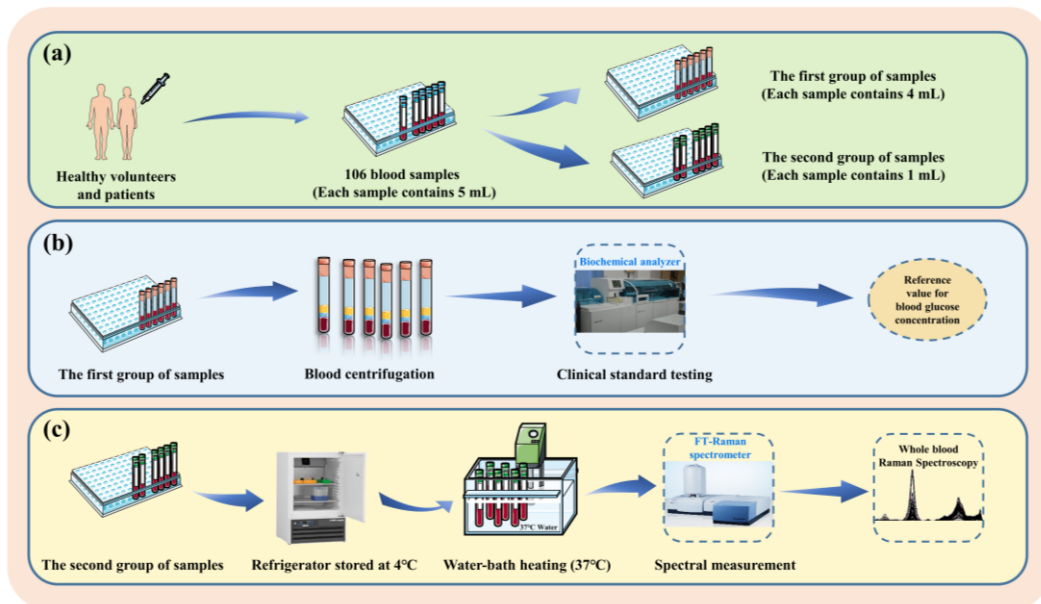 (a)
Healthy volunteers
and patients
106 blood samples
(Each sample contains 5 mL)
The first group of samples
(Each sample contains 4 mL)
The second group of samples
(Each sample contains 1 mL)
(b)
The first group of samples
Blood centrifugation
Biochemical analyzer
Clinical standard testing
Reference
value for
blood glucose
concentration
(c)
The second group of samples
Refrigerator stored at 4℃
37℃ Water
Water-bath heating (37℃)
FT-Raman
spectrometer
Spectral measurement
Whole blood
Raman Spectroscopy